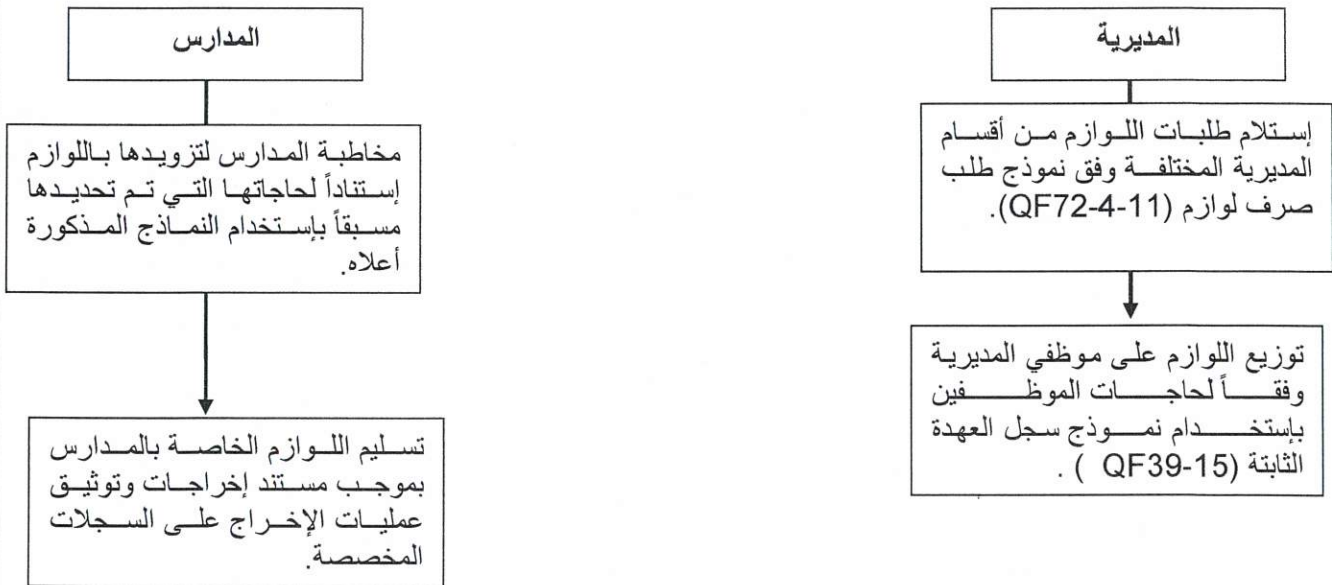 المديرية
إستلام طلبات اللوازم من أقسام
المديرية المختلفة وفق نموذج طلب
صرف لوازم (QF72-4-11).
توزيع اللوازم على موظفي المديرية
وفقاً لحاجات الموظفين
بإستخدام نموذج سجل العهدة
الثابتة (QF39-15 ) .
المدارس
مخاطبة المدارس لتزويدها باللوازم
إستناداً لحاجاتها التي تم تحديدها
مسبقاً بإستخدام النماذج المذكورة
أعلاه.
تسليم اللوازم الخاصة بالمدارس
بموجب مستند إخراجات وتوثيق
عمليات الإخراج على السجلات
المخصصة.